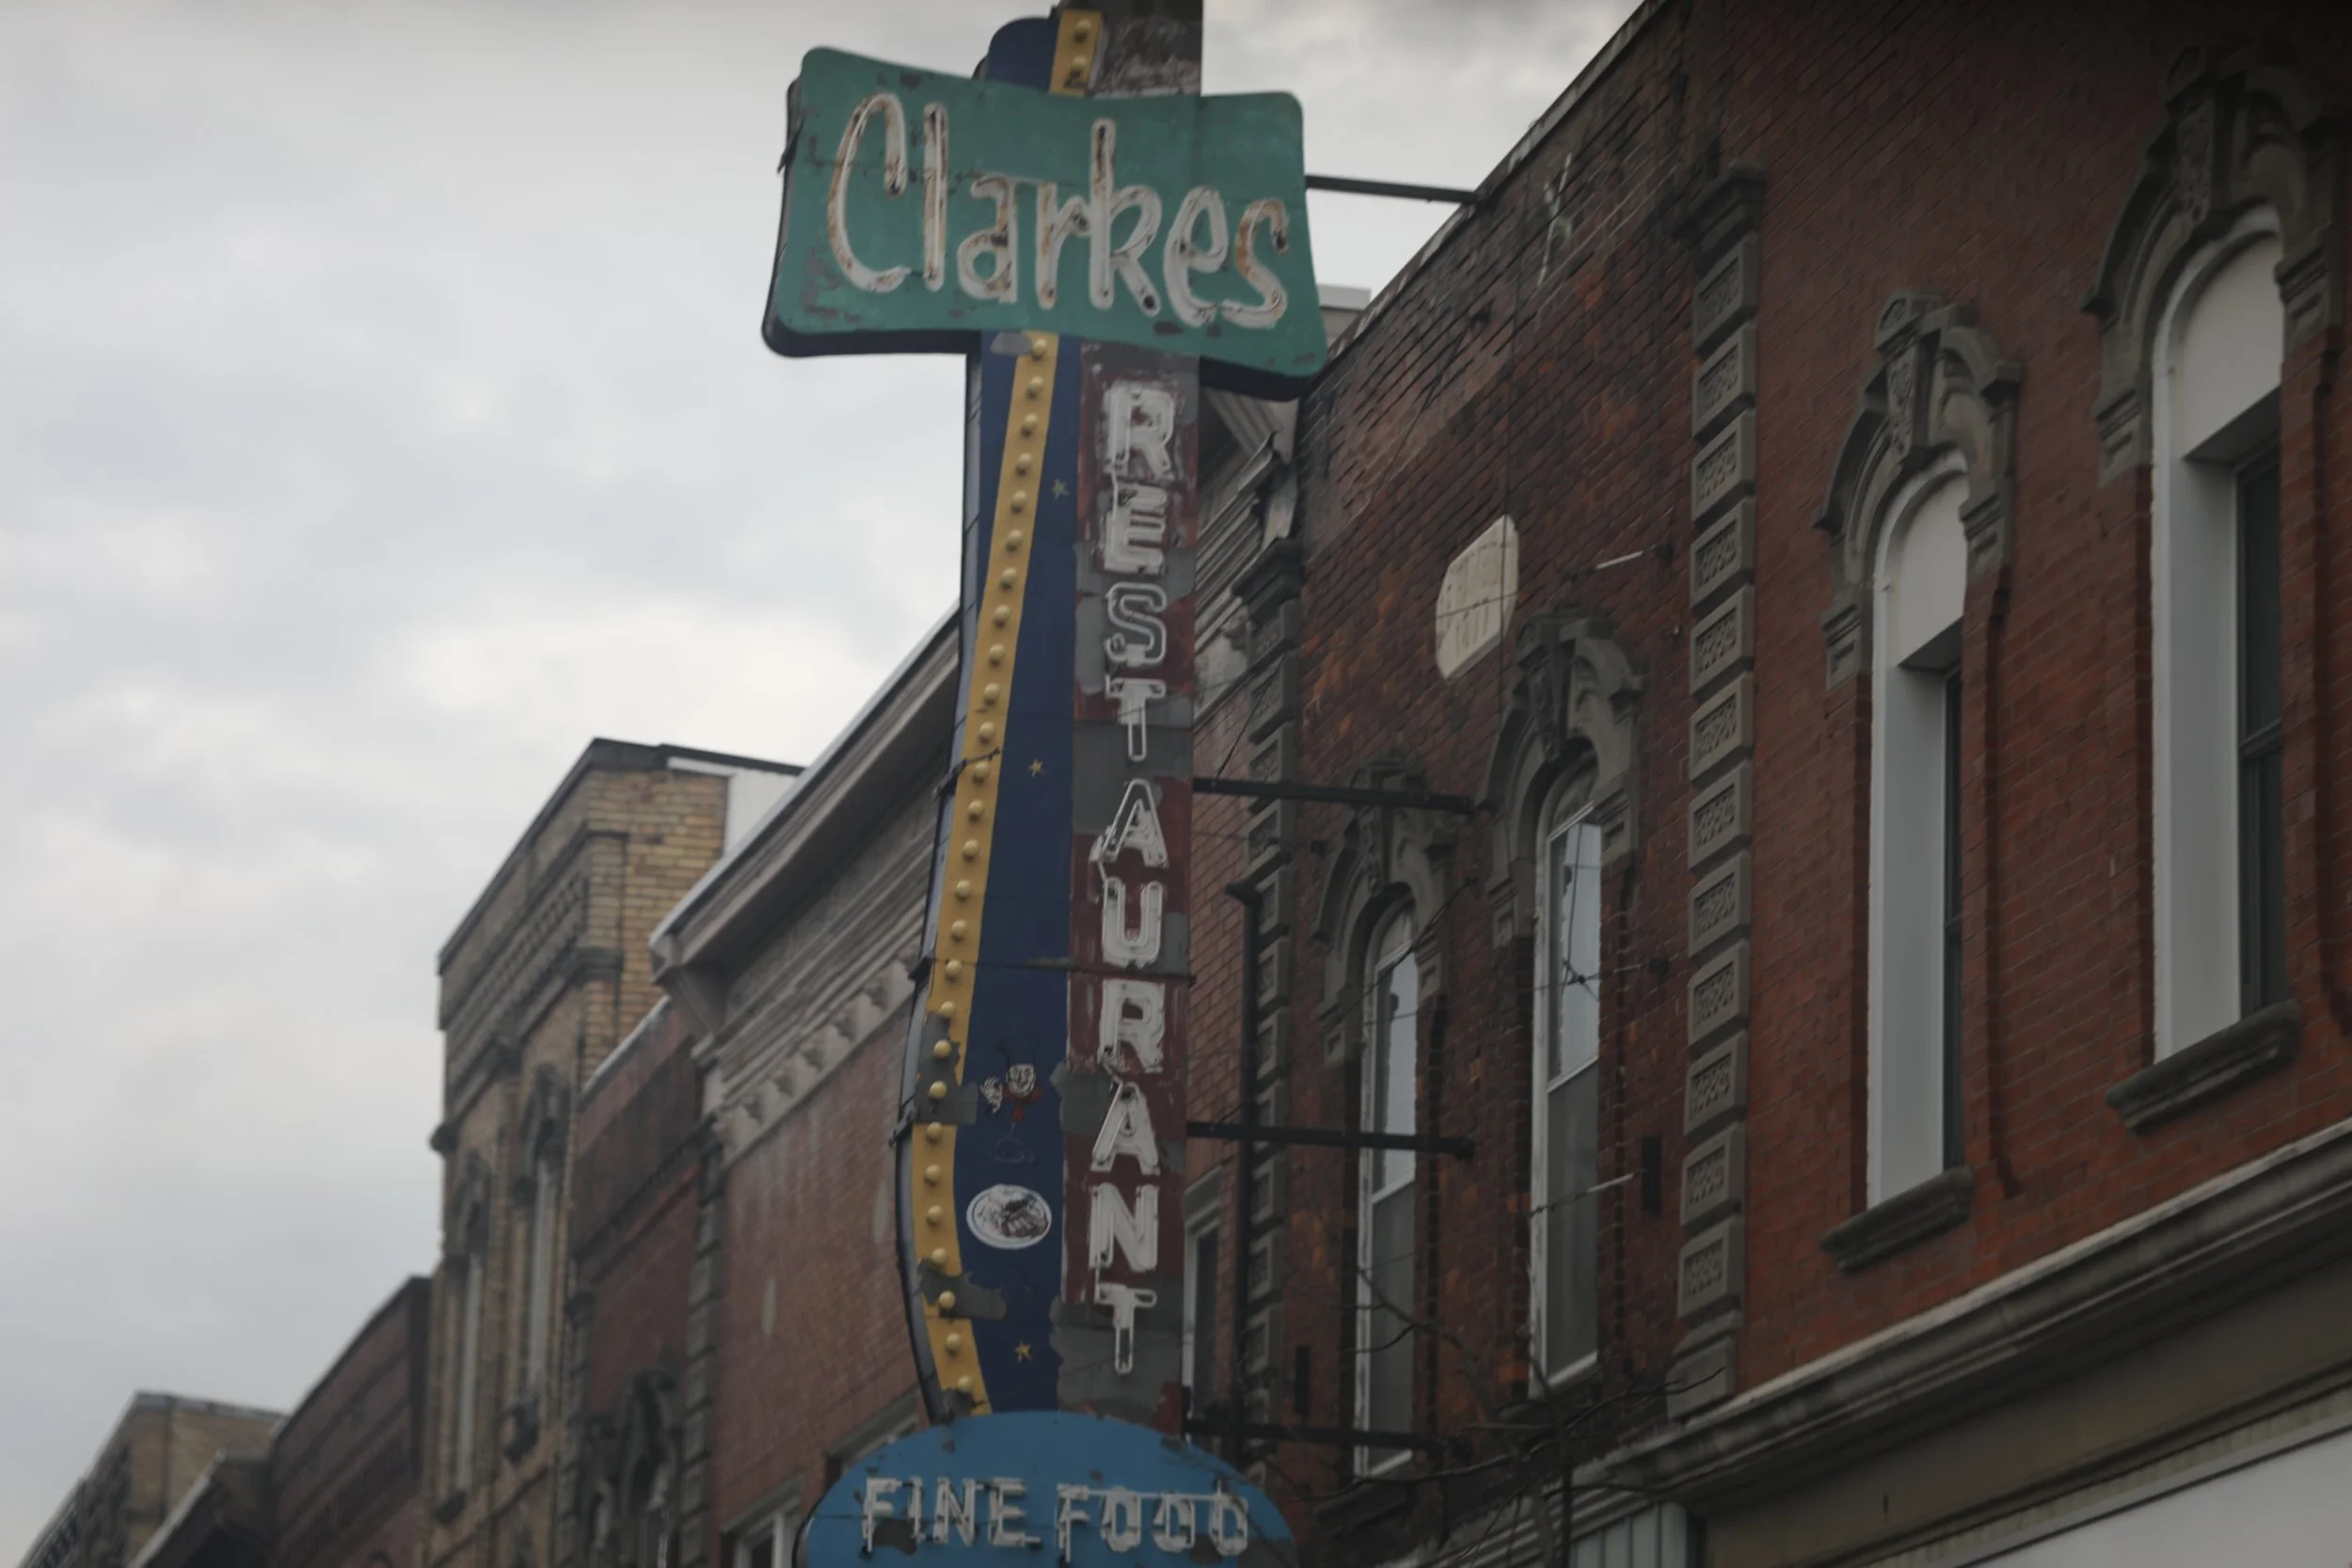 Clarkes
RESTAURANT
FINE FOOD